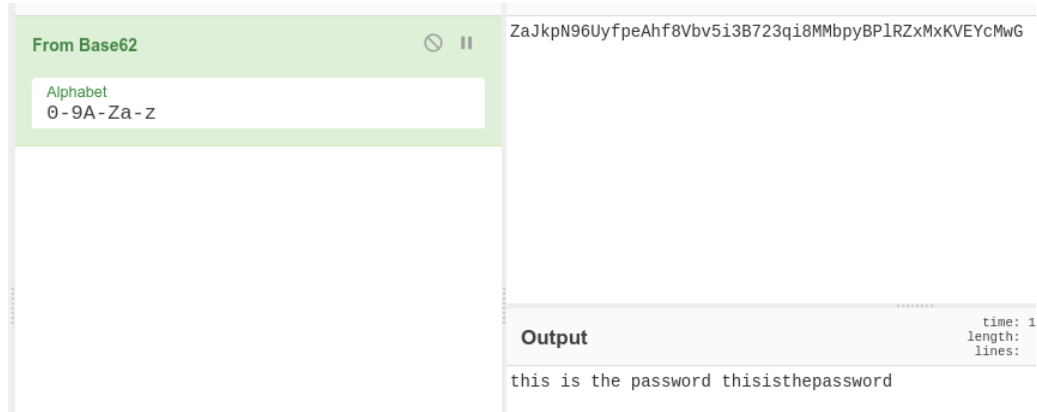 From Base62
Alphabet
0-9A-Za-z
ZaJkpN96UyfpeAhf8Vbv5i3B723qi8MMbpyBPlRZxMxKVEYcMwG
Output
time: 1
length:
lines:
this is the password thisisthepassword